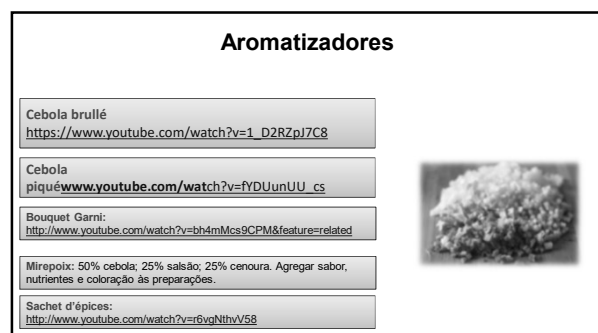 Aromatizadores
Cebola brullé
https://www.youtube.com/watch?v=1_D2RZpJ7C8
Cebola
piquéwww.youtube.com/watch?v=fYDUunUU_cs
Bouquet Garni:
http://www.youtube.com/watch?v=bh4mMcs9CPM&feature=related
Mirepoix: 50% cebola; 25% salsão; 25% cenoura. Agregar sabor,
nutrientes e coloração às preparações.
Sachet d'épices:
http://www.youtube.com/watch?v=r6vgNthvV58